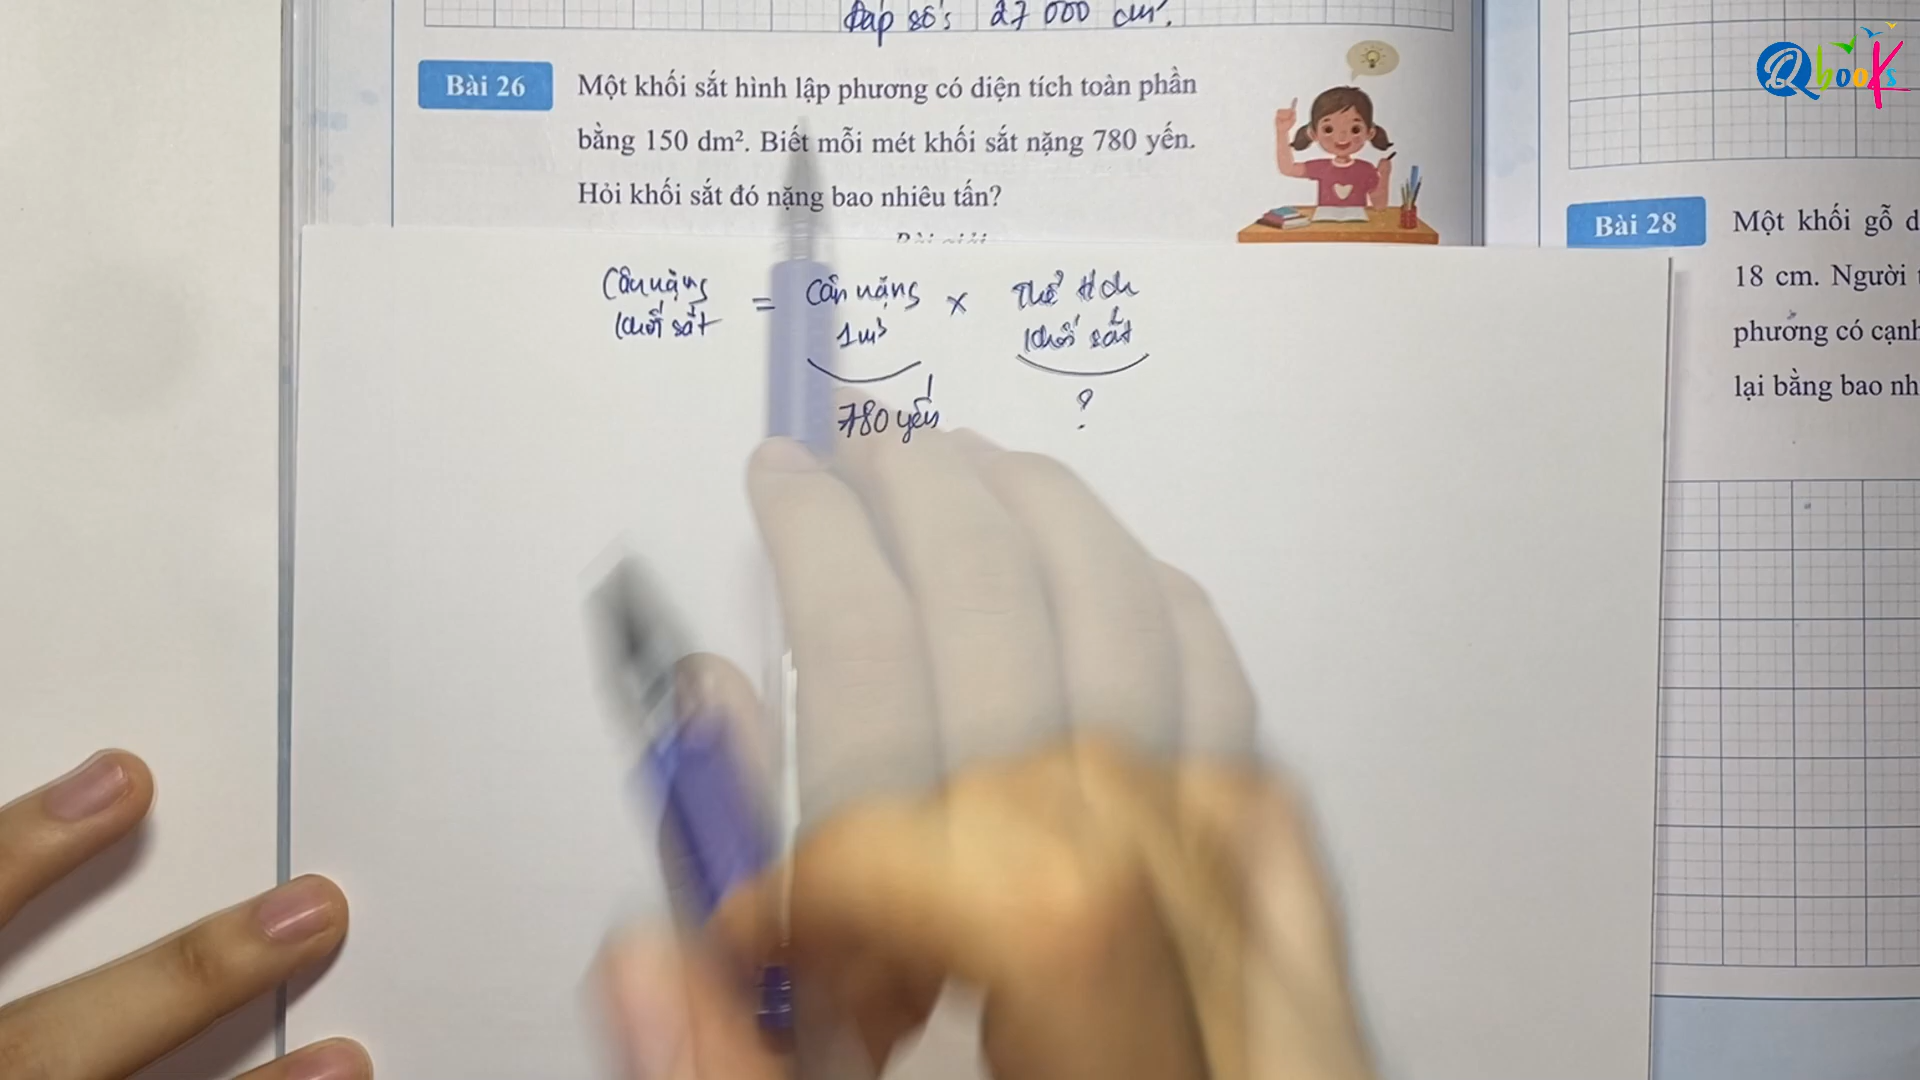 Đáp số: 27 000 cm³.
Qbooks
Bài 26
Một khối sắt hình lập phương có diện tích toàn phần
bằng 150 dm². Biết mỗi mét khối sắt nặng 780 yến.
Hỏi khối sắt đó nặng bao nhiêu tấn?
Cân nặng
khối sắt
=
Cân nặng
1m³
×
Thể tích
khối sắt
780 yến
?
Bài 28
Một khối gỗ
18 cm. Người
phương có cạnh
lại bằng bao